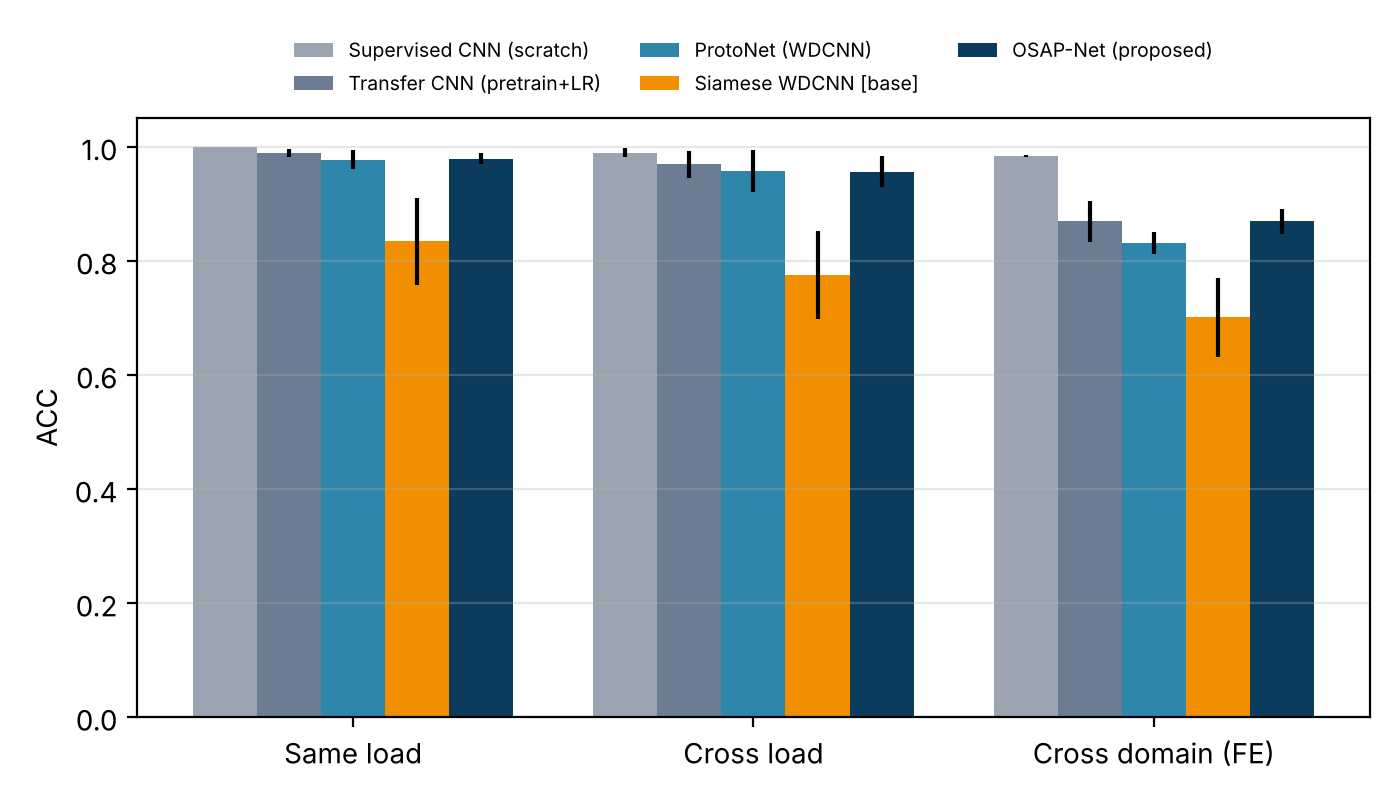 Supervised CNN (scratch)
Transfer CNN (pretrain+LR)
ProtoNet (WDCNN)
Siamese WDCNN [base]
OSAP-Net (proposed)
ACC
1.0
0.8
0.6
0.4
0.2
0.0
Same load
Cross load
Cross domain (FE)